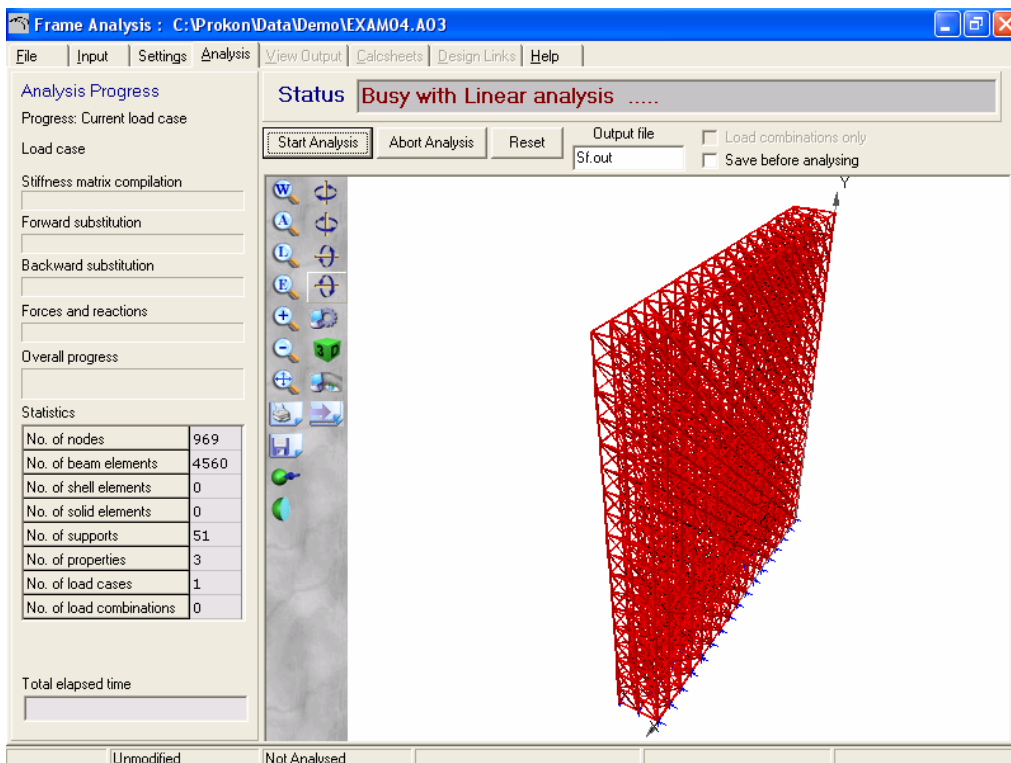 Frame Analysis : C:\Prokon\Data\Demo\EXAM04.A03
File Input Settings Analysis View Output Calcsheets Design Links Help
Analysis Progress
Progress: Current load case
Load case
Stiffness matrix compilation
Forward substitution
Backward substitution
Forces and reactions
Overall progress
Statistics
No. of nodes 969
No. of beam elements 4560
No. of shell elements 0
No. of solid elements 0
No. of supports 51
No. of properties 3
No. of load cases 1
No. of load combinations 0
Total elapsed time
Status Busy with Linear analysis .....
Start Analysis Abort Analysis Reset
Output file
Sf.out
Load combinations only
Save before analysing
W
A
L
E
3D
Y
X
Unmodified Not Analysed